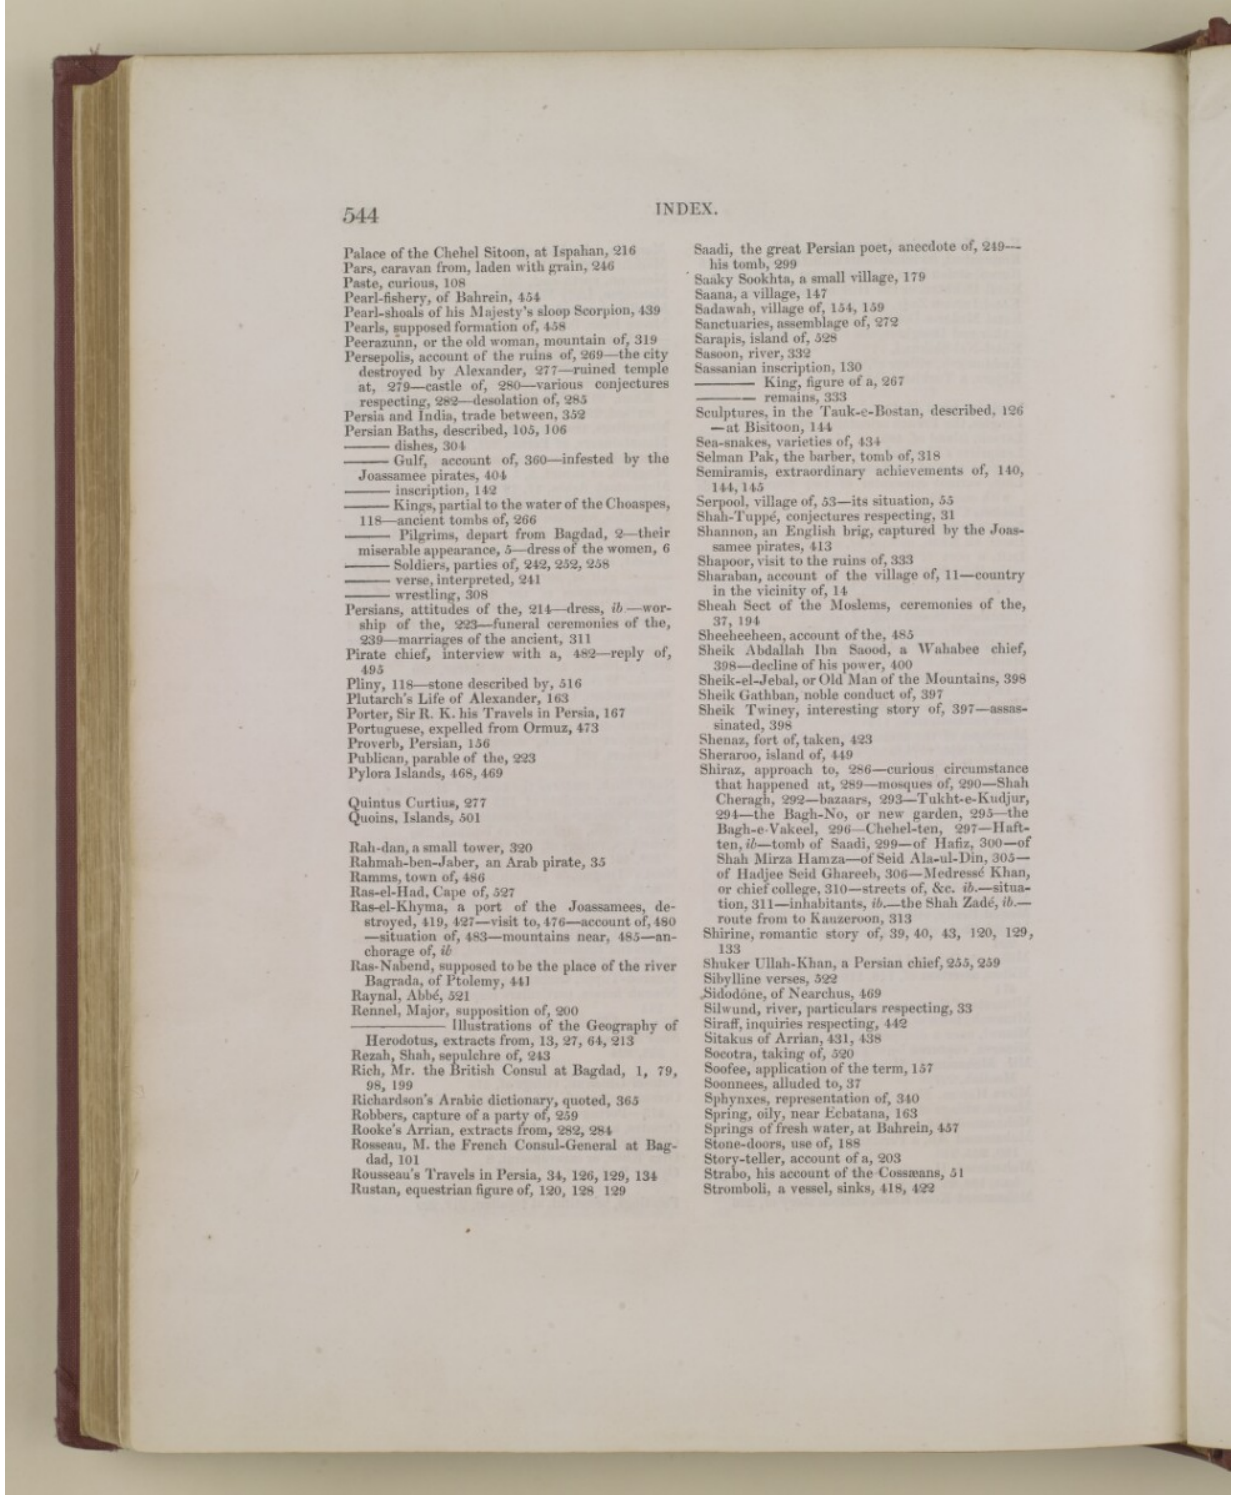 544
INDEX.
Palace of the Chehel Sitoon, at Ispahan, 216
Pars, caravan from, laden with grain, 246
Paste, curious, 108
Pearl-fishery, of Bahrein, 454
Pearl-shoals of his Majesty's sloop Scorpion, 439
Pearls, supposed formation of, 458
Peerazunn, or the old woman, mountain of, 319
Persepolis, account of the ruins of, 269—the city
destroyed by Alexander, 277—ruined temple
at, 279—castle of, 280—various conjectures
respecting, 282—desolation of, 285
Persia and India, trade between, 352
Persian Baths, described, 105, 106
——— dishes, 304
——— Gulf, account of, 360—infested by the
Joassamee pirates, 404
——— inscription, 142
——— Kings, partial to the water of the Choaspes,
118—ancient tombs of, 266
——— Pilgrims, depart from Bagdad, 2—their
miserable appearance, 5—dress of the women, 6
——— Soldiers, parties of, 242, 252, 258
——— verse, interpreted, 241
——— wrestling, 308
Persians, attitudes of the, 214—dress, ib.—wor-
ship of the, 223—funeral ceremonies of the,
239—marriages of the ancient, 311
Pirate chief, interview with a, 482—reply of,
495
Pliny, 118—stone described by, 516
Plutarch's Life of Alexander, 163
Porter, Sir R. K. his Travels in Persia, 167
Portuguese, expelled from Ormuz, 473
Proverb, Persian, 156
Publican, parable of the, 223
Pylora Islands, 468, 469
Quintus Curtius, 277
Quoins, Islands, 501
Rah-dan, a small tower, 320
Rahmah-ben-Jaber, an Arab pirate, 35
Ramms, town of, 486
Ras-el-Had, Cape of, 527
Ras-el-Khyma, a port of the Joassamees, de-
stroyed, 419, 427—visit to, 476—account of, 480
—situation of, 483—mountains near, 485—an-
chorage of, ib
Ras-Nabend, supposed to be the place of the river
Bagrada, of Ptolemy, 441
Raynal, Abbé, 521
Rennel, Major, supposition of, 200
——— Illustrations of the Geography of
Herodotus, extracts from, 13, 27, 64, 213
Rezah, Shah, sepulchre of, 243
Rich, Mr. the British Consul at Bagdad, 1, 79,
98, 199
Richardson's Arabic dictionary, quoted, 365
Robbers, capture of a party of, 259
Rooke's Arrian, extracts from, 282, 284
Rosseau, M. the French Consul-General at Bag-
dad, 101
Rousseau's Travels in Persia, 34, 126, 129, 134
Rustan, equestrian figure of, 120, 128 129
Saadi, the great Persian poet, anecdote of, 249—
his tomb, 299
Saaky Sookhta, a small village, 179
Saana, a village, 147
Sadawah, village of, 154, 159
Sanctuaries, assemblage of, 272
Sarapis, island of, 528
Sasoon, river, 332
Sassanian inscription, 130
——— King, figure of a, 267
——— remains, 333
Sculptures, in the Tauk-e-Bostan, described, 126
—at Bisitoon, 144
Sea-snakes, varieties of, 434
Selman Pak, the barber, tomb of, 318
Semiramis, extraordinary achievements of, 140,
144, 145
Serpool, village of, 53—its situation, 55
Shah-Tuppé, conjectures respecting, 31
Shannon, an English brig, captured by the Joas-
samee pirates, 413
Shapoor, visit to the ruins of, 333
Sharaban, account of the village of, 11—country
in the vicinity of, 14
Sheah Sect of the Moslems, ceremonies of the,
37, 194
Sheeheeheen, account of the, 485
Sheik Abdallah Ibn Saood, a Wahabee chief,
398—decline of his power, 400
Sheik-el-Jebal, or Old Man of the Mountains, 398
Sheik Gathban, noble conduct of, 397
Sheik Twiney, interesting story of, 397—assas-
sinated, 398
Shenaz, fort of, taken, 423
Sheraroo, island of, 449
Shiraz, approach to, 286—curious circumstance
that happened at, 289—mosques of, 290—Shah
Cheragh, 292—bazaars, 293—Tukht-e-Kudjur,
294—the Bagh-No, or new garden, 295—the
Bagh-e-Vakeel, 296—Chehel-ten, 297—Haft-
ten, ib—tomb of Saadi, 299—of Hafiz, 300—of
Shah Mirza Hamza—of Seid Ala-ul-Din, 305—
of Hadjee Seid Ghareeb, 306—Medressé Khan,
or chief college, 310—streets of, &c. ib.—situa-
tion, 311—inhabitants, ib.—the Shah Zadé, ib.—
route from to Kauzeroon, 313
Shirine, romantic story of, 39, 40, 43, 120, 129,
133
Shuker Ullah-Khan, a Persian chief, 255, 259
Sibylline verses, 522
Sidodône, of Nearchus, 469
Silwund, river, particulars respecting, 33
Siraff, inquiries respecting, 442
Sitakus of Arrian, 431, 438
Socotra, taking of, 520
Soofee, application of the term, 157
Soonnees, alluded to, 37
Sphynxes, representation of, 340
Spring, oily, near Ecbatana, 163
Springs of fresh water, at Bahrein, 457
Stone-doors, use of, 188
Story-teller, account of a, 203
Strabo, his account of the Cossæans, 51
Stromboli, a vessel, sinks, 418, 422